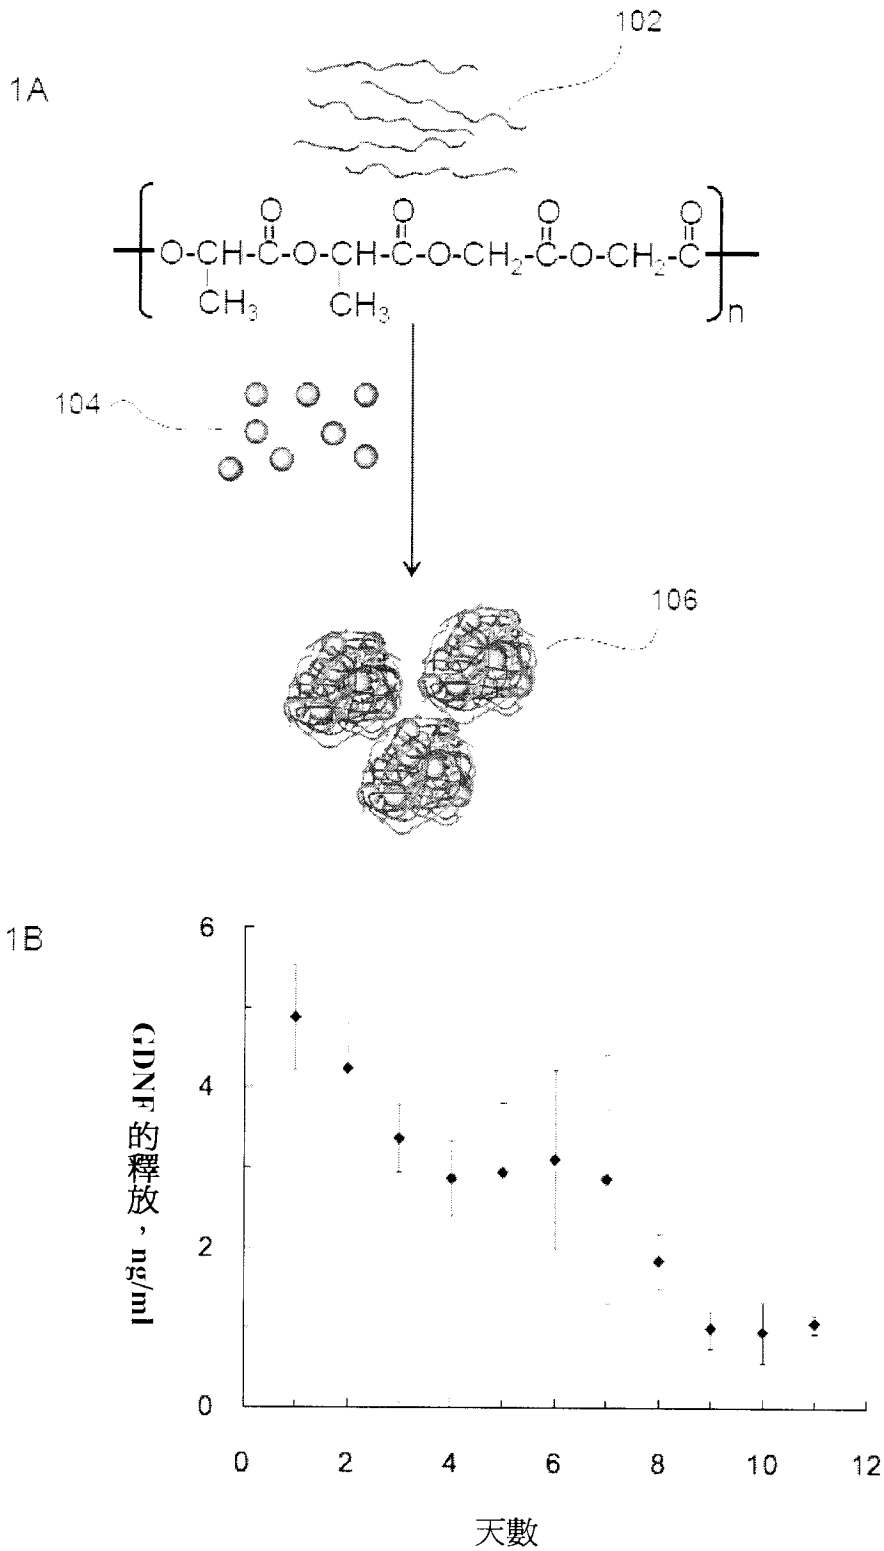 102
1A
O O O O
O-CH-C-O-CH-C-O-CH2-C-O-CH2-C
CH3 CH3 n
104
106
1B
6
4
2
0
GDNF 的釋放，ng/ml
0 2 4 6 8 10 12
天數